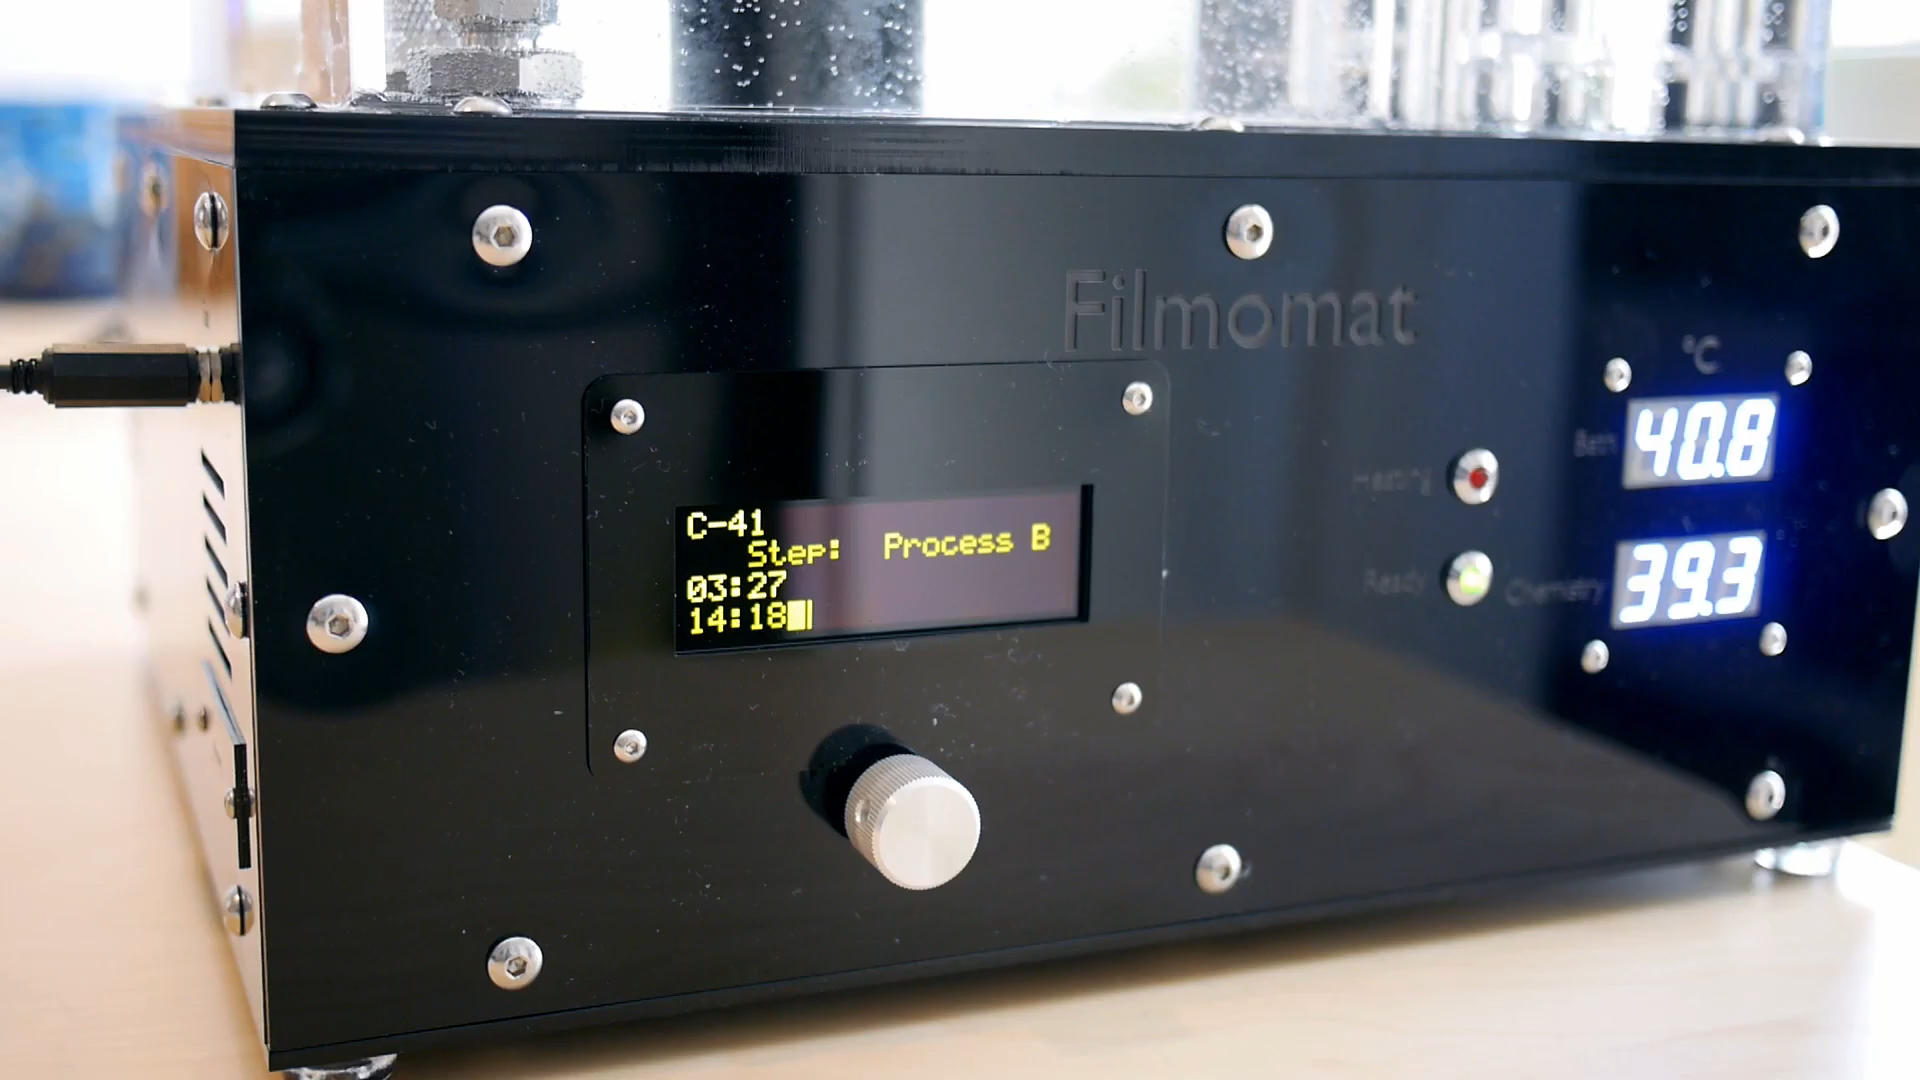 Filmomat
°C
Bath
40.8
Heating
C-41
Step: Process B
03:27
14:18
Ready
Chemistry
39.3